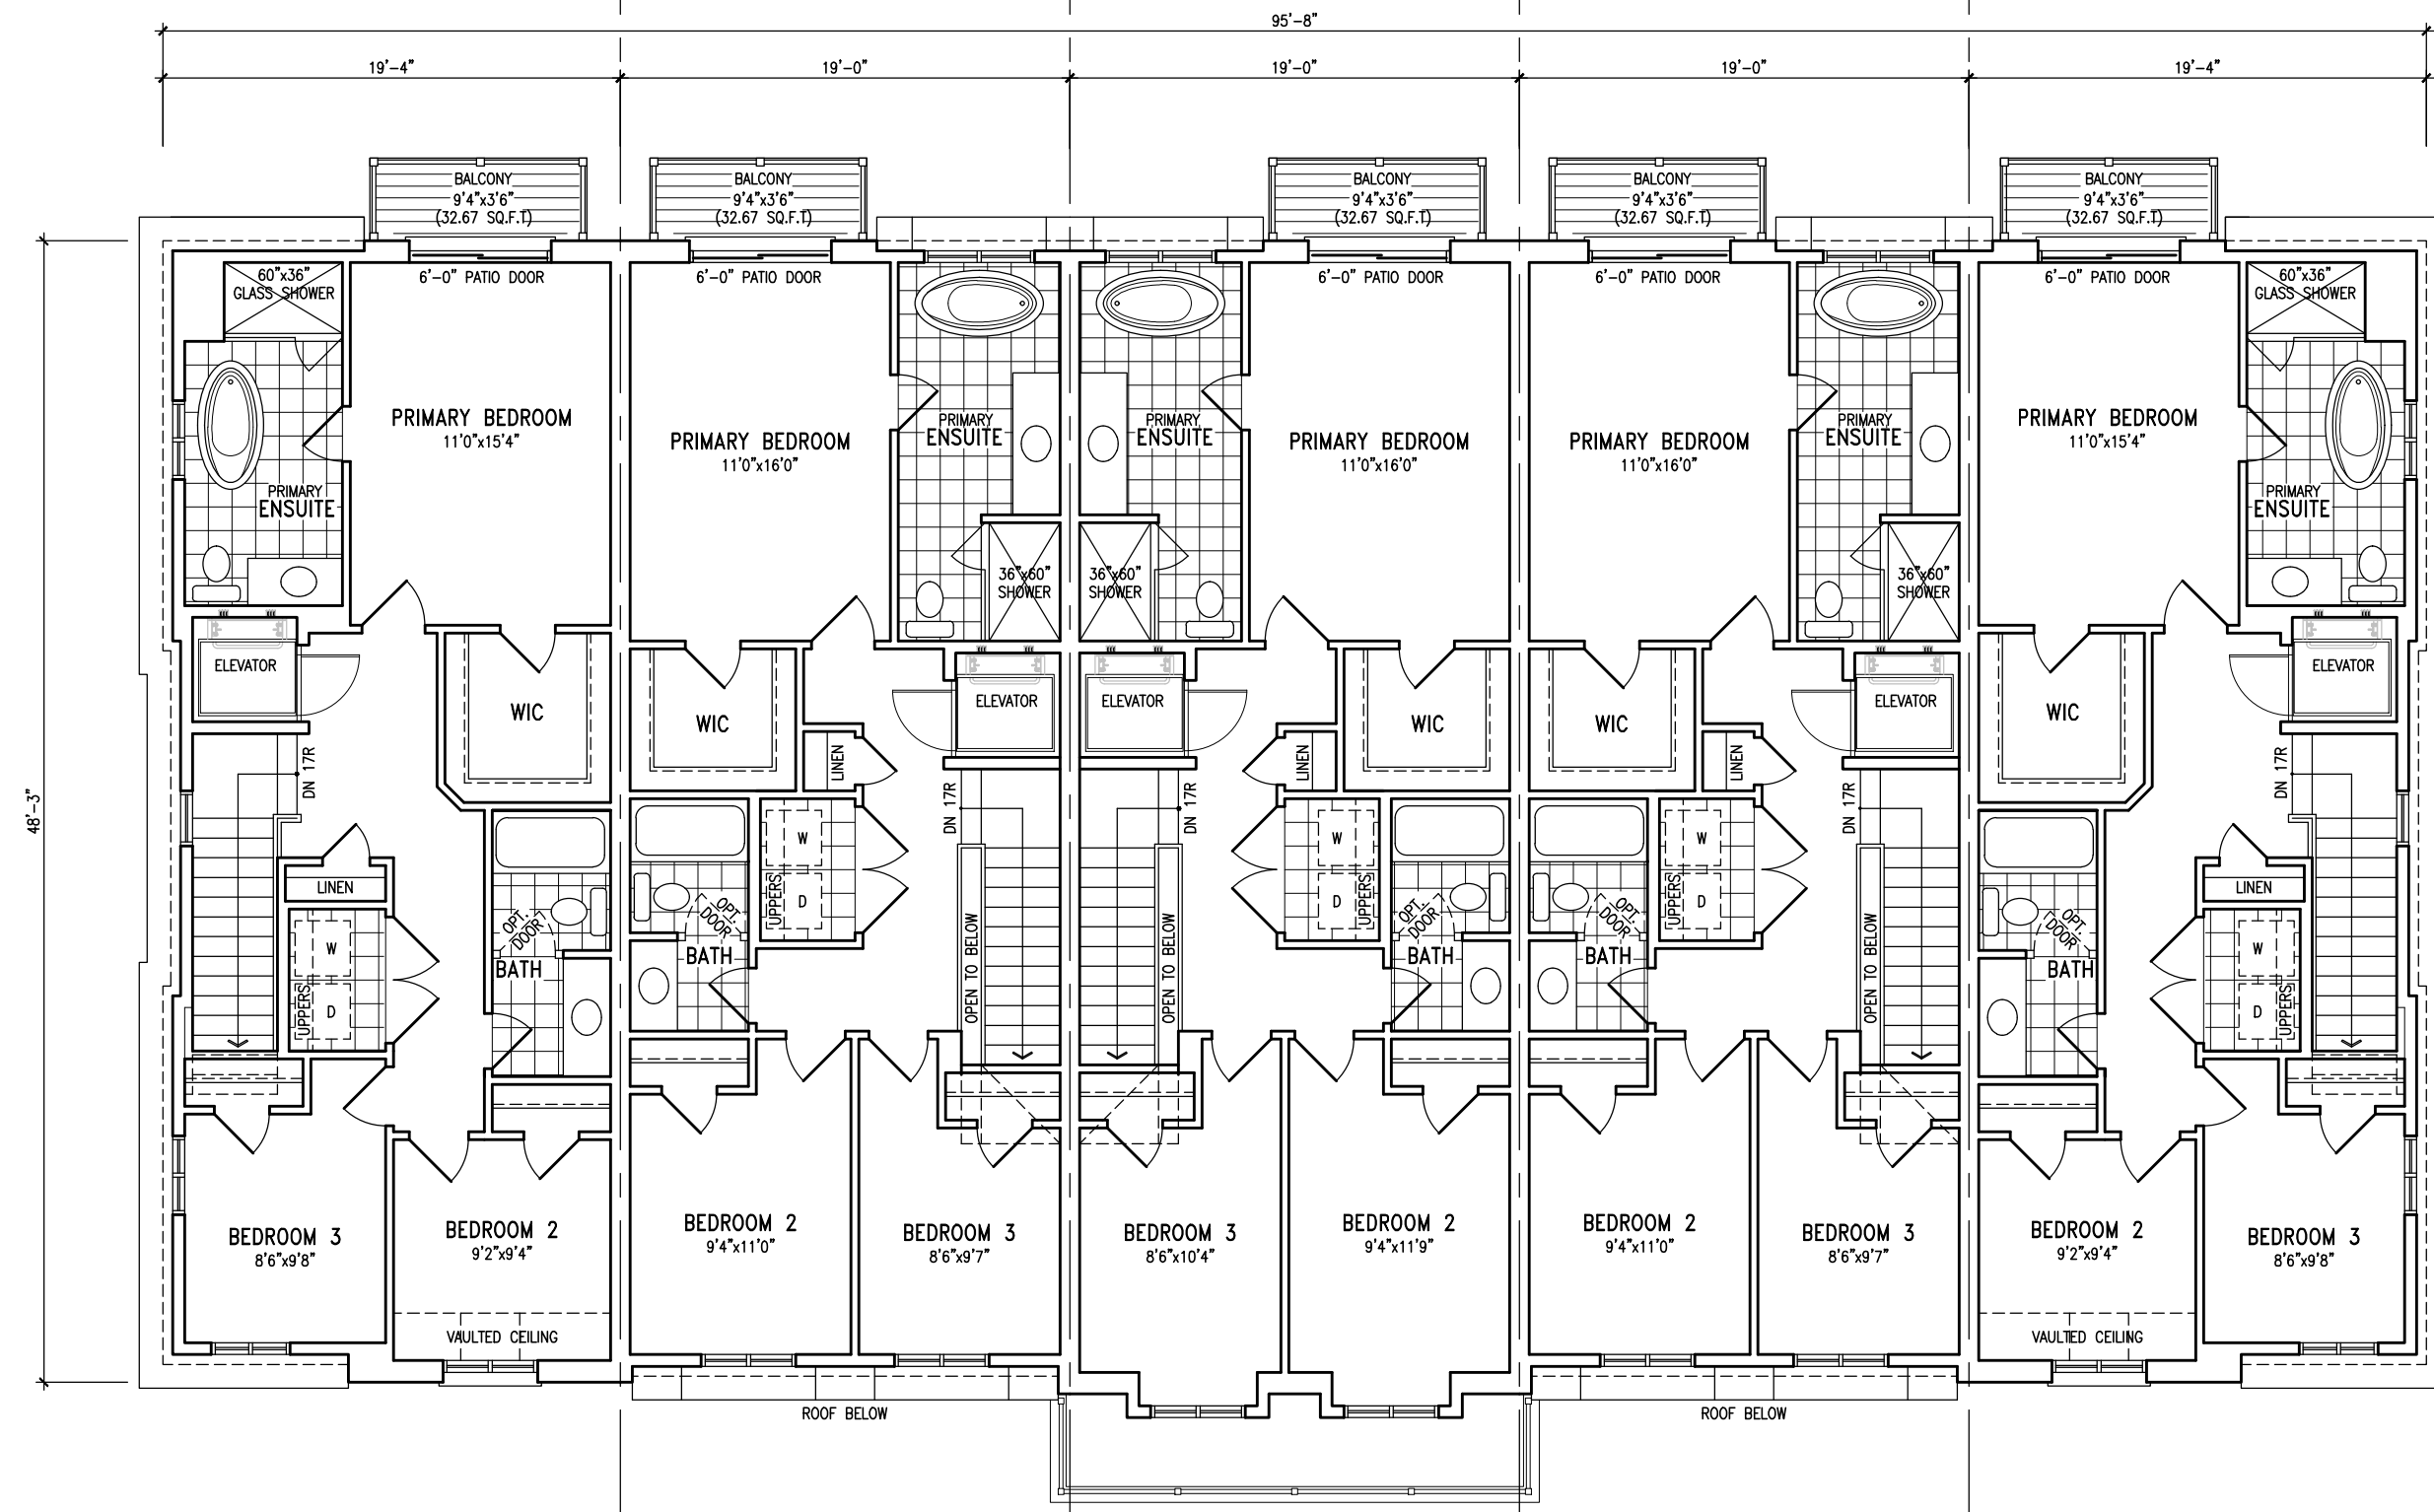 95'-8"
19'-4"
19'-0"
19'-0"
19'-0"
19'-4"
48'-3"
BALCONY
9'4"x3'6"
(32.67 SQ.F.T)
6'-0" PATIO DOOR
60"x36"
GLASS SHOWER
PRIMARY BEDROOM
11'0"x15'4"
PRIMARY
ENSUITE
ELEVATOR
WIC
DN 17R
LINEN
W
D
UPPERS
OPT.
DOOR
BATH
BEDROOM 3
8'6"x9'8"
BEDROOM 2
9'2"x9'4"
VAULTED CEILING
BALCONY
9'4"x3'6"
(32.67 SQ.F.T)
6'-0" PATIO DOOR
PRIMARY BEDROOM
11'0"x16'0"
PRIMARY
ENSUITE
36"x60"
SHOWER
ELEVATOR
WIC
LINEN
DN 17R
W
D
UPPERS
OPT.
DOOR
BATH
OPEN TO BELOW
BEDROOM 2
9'4"x11'0"
BEDROOM 3
8'6"x9'7"
ROOF BELOW
BALCONY
9'4"x3'6"
(32.67 SQ.F.T)
6'-0" PATIO DOOR
PRIMARY
ENSUITE
PRIMARY BEDROOM
11'0"x16'0"
36"x60"
SHOWER
ELEVATOR
WIC
LINEN
DN 17R
W
D
UPPERS
OPT.
DOOR
BATH
OPEN TO BELOW
BEDROOM 3
8'6"x10'4"
BEDROOM 2
9'4"x11'9"
BALCONY
9'4"x3'6"
(32.67 SQ.F.T)
6'-0" PATIO DOOR
PRIMARY BEDROOM
11'0"x16'0"
PRIMARY
ENSUITE
36"x60"
SHOWER
ELEVATOR
WIC
LINEN
DN 17R
W
D
UPPERS
OPT.
DOOR
BATH
OPEN TO BELOW
BEDROOM 2
9'4"x11'0"
BEDROOM 3
8'6"x9'7"
ROOF BELOW
BALCONY
9'4"x3'6"
(32.67 SQ.F.T)
6'-0" PATIO DOOR
60"x36"
GLASS SHOWER
PRIMARY BEDROOM
11'0"x15'4"
PRIMARY
ENSUITE
ELEVATOR
WIC
DN 17R
LINEN
W
D
UPPERS
OPT.
DOOR
BATH
BEDROOM 2
9'2"x9'4"
BEDROOM 3
8'6"x9'8"
VAULTED CEILING